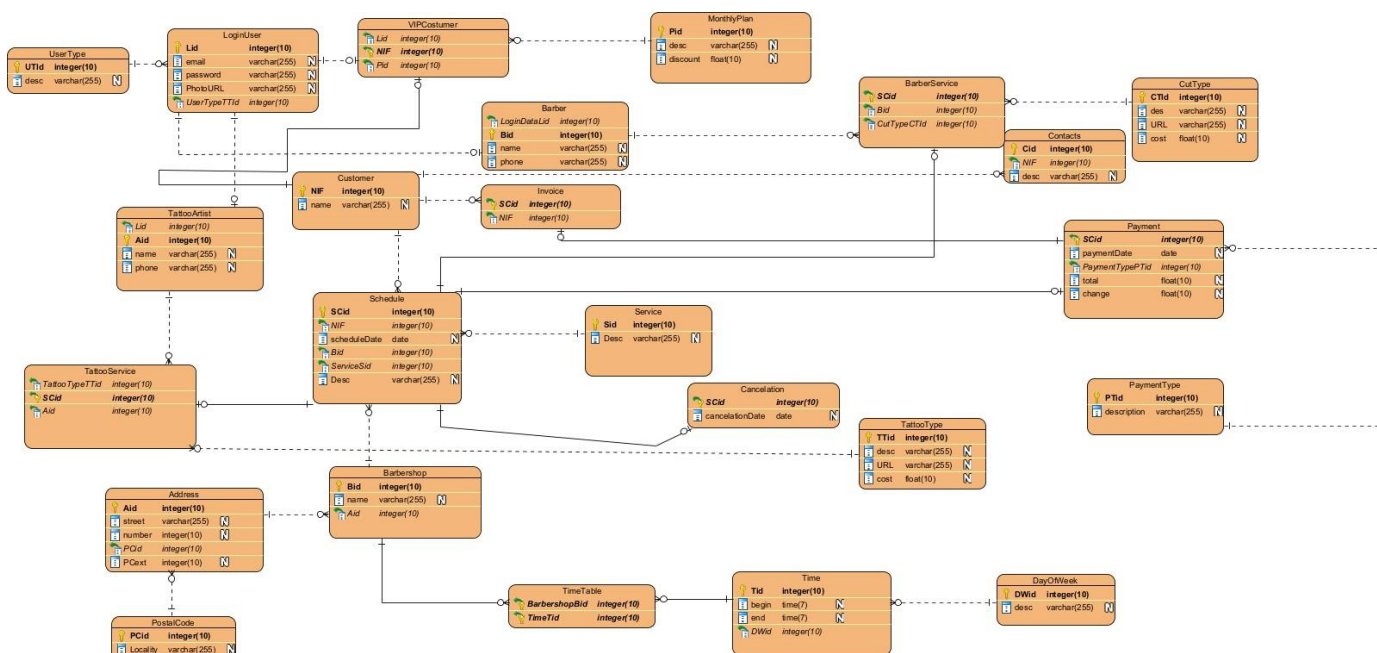 UserType
UTId integer(10)
desc varchar(255) N
LoginUser
Lid integer(10)
email varchar(255) N
password varchar(255) N
PhotoURL varchar(255) N
UserTypeTTId integer(10)
VIPCostumer
Lid integer(10)
NIF integer(10)
Pid integer(10)
MonthlyPlan
Pid integer(10)
desc varchar(255) N
discount float(10) N
Barber
LoginDataLid integer(10)
Bid integer(10)
name varchar(255) N
phone varchar(255) N
BarberService
SCid integer(10)
Bid integer(10)
CutTypeCTId integer(10)
CutType
CTId integer(10)
des varchar(255) N
URL varchar(255) N
cost float(10) N
Contacts
Cid integer(10)
NIF integer(10)
desc varchar(255) N
Customer
NIF integer(10)
name varchar(255) N
Invoice
SCid integer(10)
NIF integer(10)
TattooArtist
Lid integer(10)
Aid integer(10)
name varchar(255) N
phone varchar(255) N
Payment
SCid integer(10)
paymentDate date N
PaymentTypePTid integer(10)
total float(10) N
change float(10) N
Schedule
SCid integer(10)
NIF integer(10)
scheduleDate date N
Bid integer(10)
ServiceSid integer(10)
Desc varchar(255) N
Service
Sid integer(10)
Desc varchar(255) N
TattooService
TattooTypeTTid integer(10)
SCid integer(10)
Aid integer(10)
Cancelation
SCid integer(10)
cancelationDate date N
PaymentType
PTid integer(10)
description varchar(255) N
TattooType
TTid integer(10)
desc varchar(255) N
URL varchar(255) N
cost float(10) N
Barbershop
Bid integer(10)
name varchar(255) N
Aid integer(10)
Address
Aid integer(10)
street varchar(255) N
number integer(10) N
PCid integer(10)
PCext integer(10) N
TimeTable
BarbershopBid integer(10)
TimeTid integer(10)
Time
Tid integer(10)
begin time(7) N
end time(7) N
DWid integer(10)
DayOfWeek
DWid integer(10)
desc varchar(255) N
PostalCode
PCid integer(10)
Locality varchar(255) N